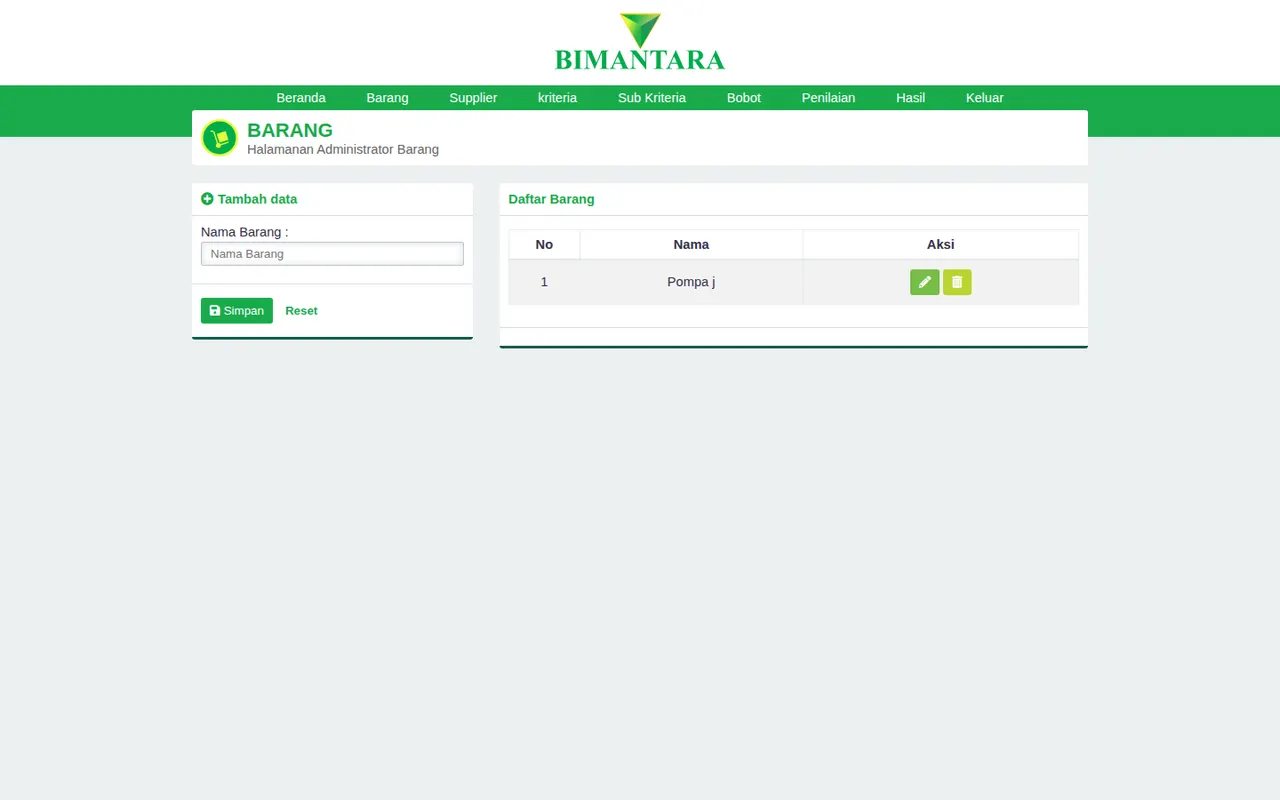 BIMANTARA
Beranda Barang Supplier kriteria Sub Kriteria Bobot Penilaian Hasil Keluar
BARANG
Halamanan Administrator Barang
Tambah data
Nama Barang :
Nama Barang
Simpan Reset
Daftar Barang
No Nama Aksi
1 Pompa j